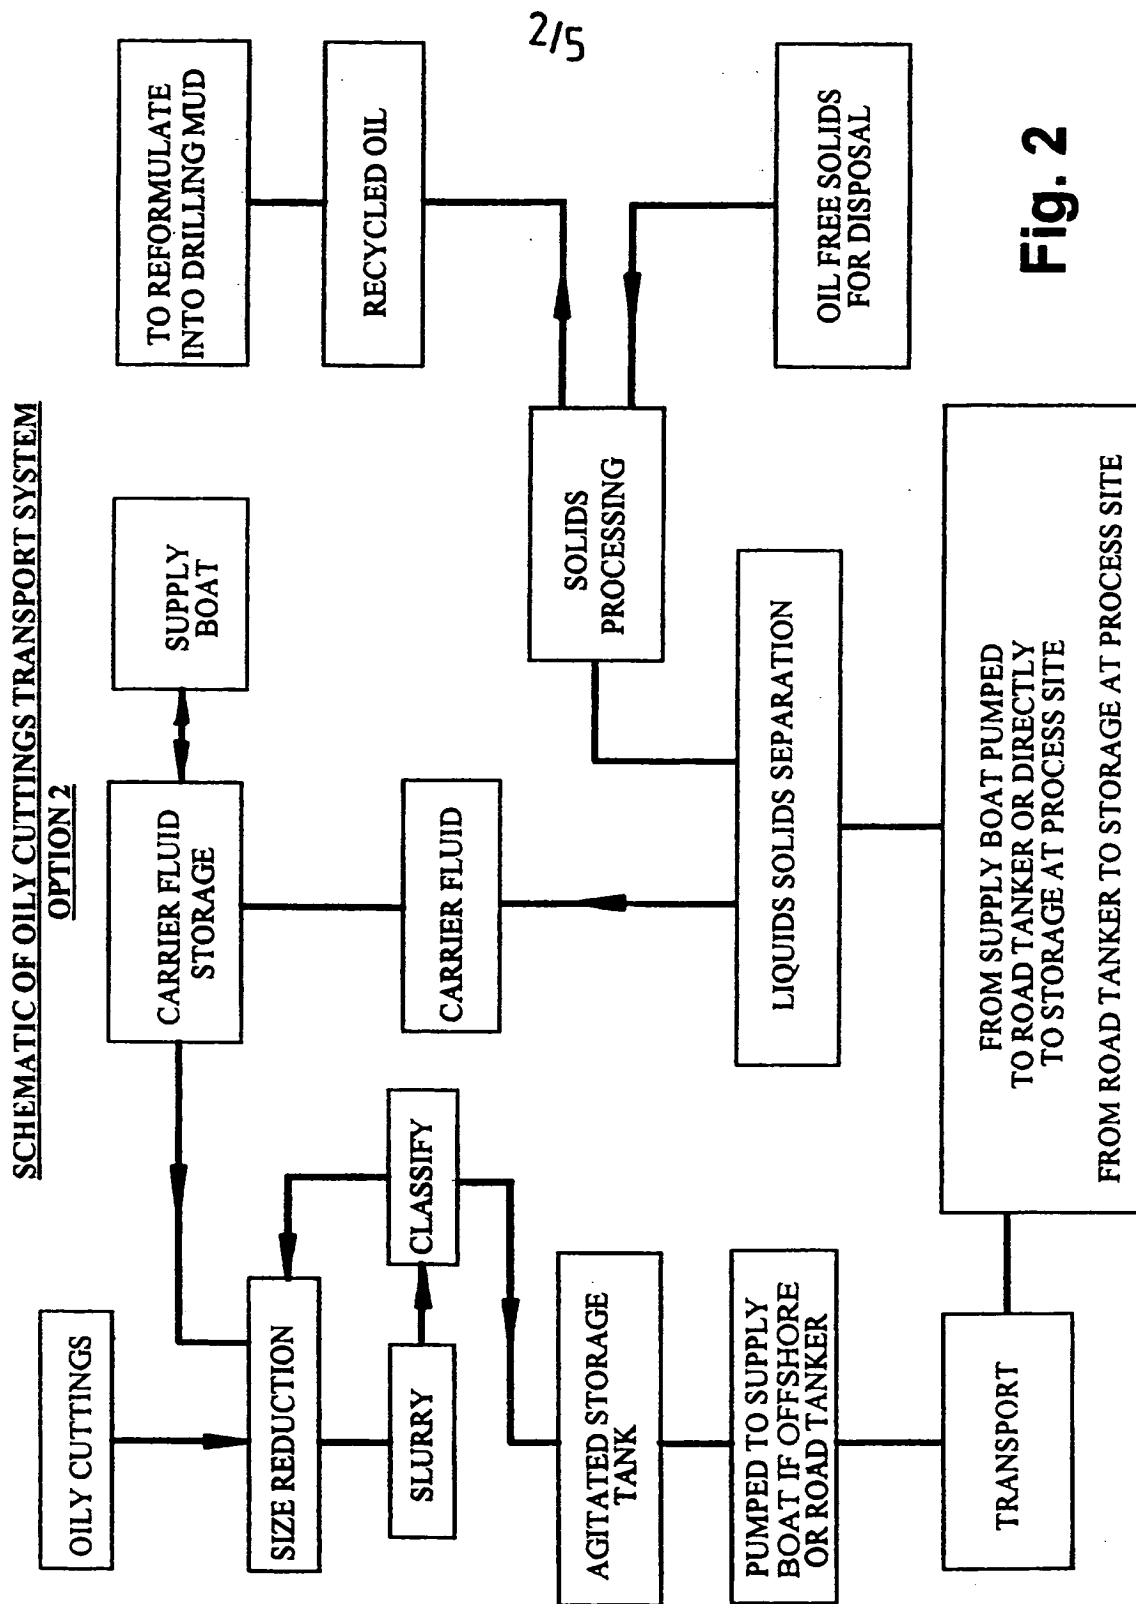 2/5
SCHEMATIC OF OILY CUTTINGS TRANSPORT SYSTEM
OPTION 2
OILY CUTTINGS
SIZE REDUCTION
SLURRY
CLASSIFY
AGITATED STORAGE
TANK
PUMPED TO SUPPLY
BOAT IF OFFSHORE
OR ROAD TANKER
TRANSPORT
CARRIER FLUID
STORAGE
SUPPLY
BOAT
CARRIER FLUID
LIQUIDS SOLIDS SEPARATION
FROM SUPPLY BOAT PUMPED
TO ROAD TANKER OR DIRECTLY
TO STORAGE AT PROCESS SITE
FROM ROAD TANKER TO STORAGE AT PROCESS SITE
SOLIDS
PROCESSING
TO REFORMULATE
INTO DRILLING MUD
RECYCLED OIL
OIL FREE SOLIDS
FOR DISPOSAL
Fig. 2